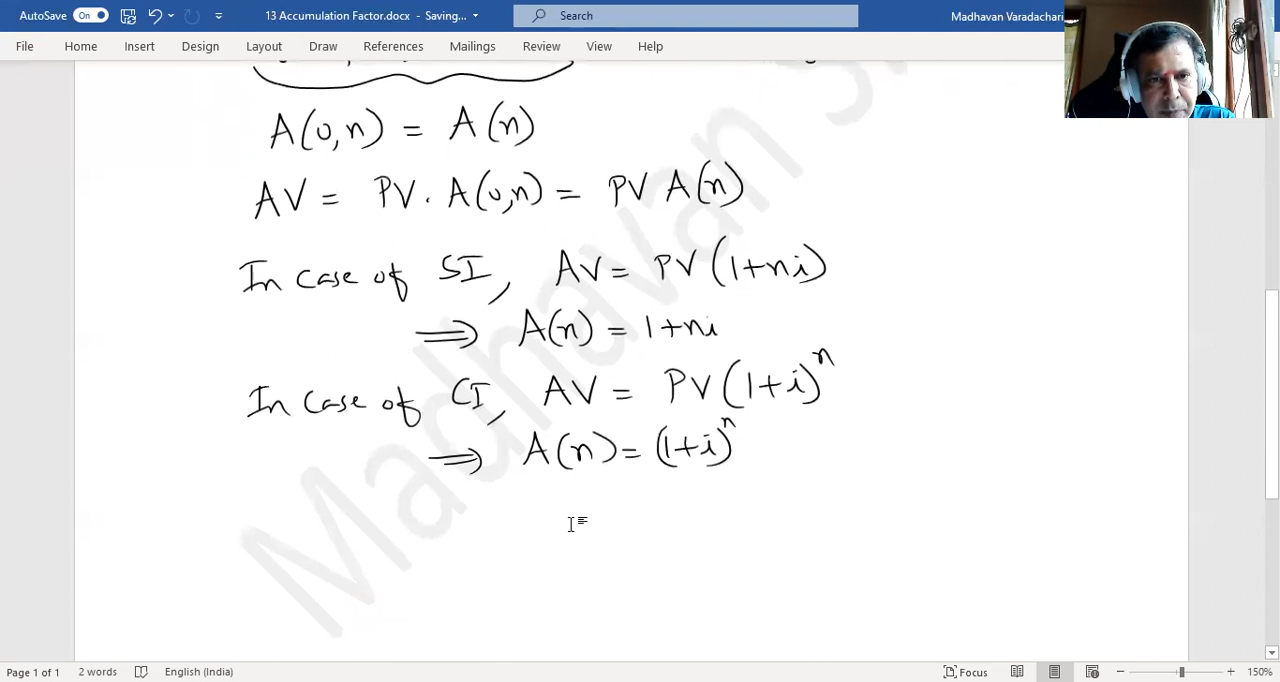 AutoSave On 13 Accumulation Factor.docx - Saving... Search Madhavan Varadachari
File Home Insert Design Layout Draw References Mailings Review View Help
A(0,n) = A(n)
AV = PV . A(0,n) = PV A(n)
In case of SI, AV = PV (1+ni)
⟹ A(n) = 1+ni
In case of CI, AV = PV (1+i)^n
⟹ A(n) = (1+i)^n
Madhavan
Page 1 of 1 2 words English (India) Focus 150%